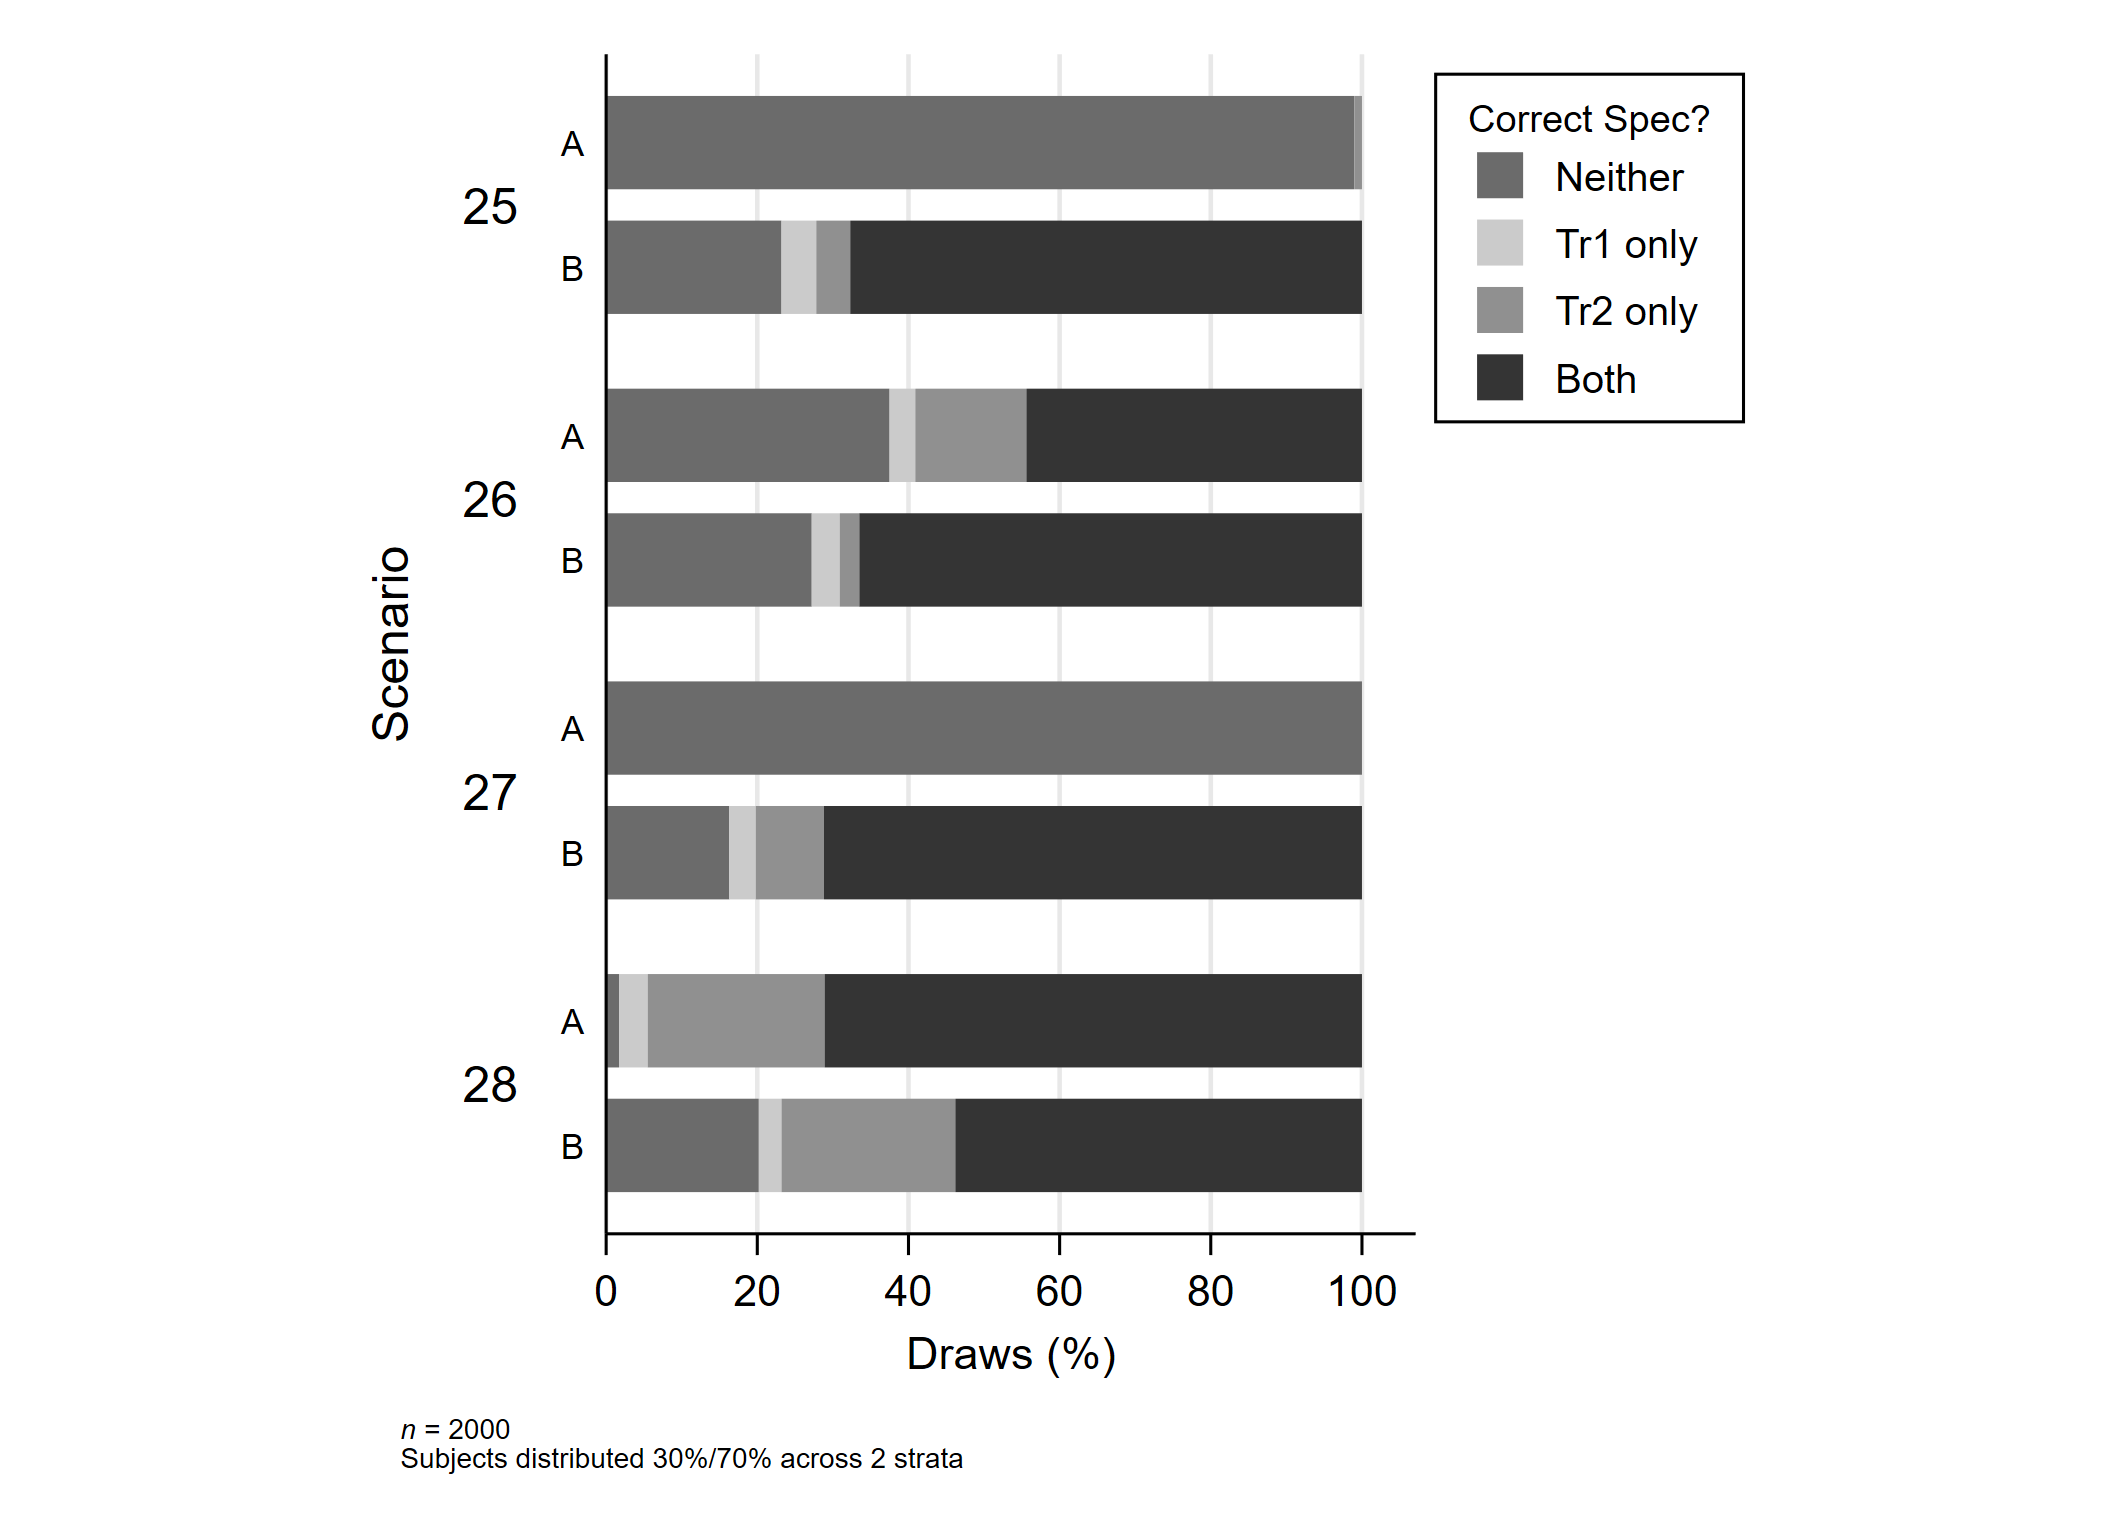 Correct Spec?
Neither
Tr1 only
Tr2 only
Both
Scenario
25
A
B
26
A
B
27
A
B
28
A
B
0 20 40 60 80 100
Draws (%)
n = 2000
Subjects distributed 30%/70% across 2 strata